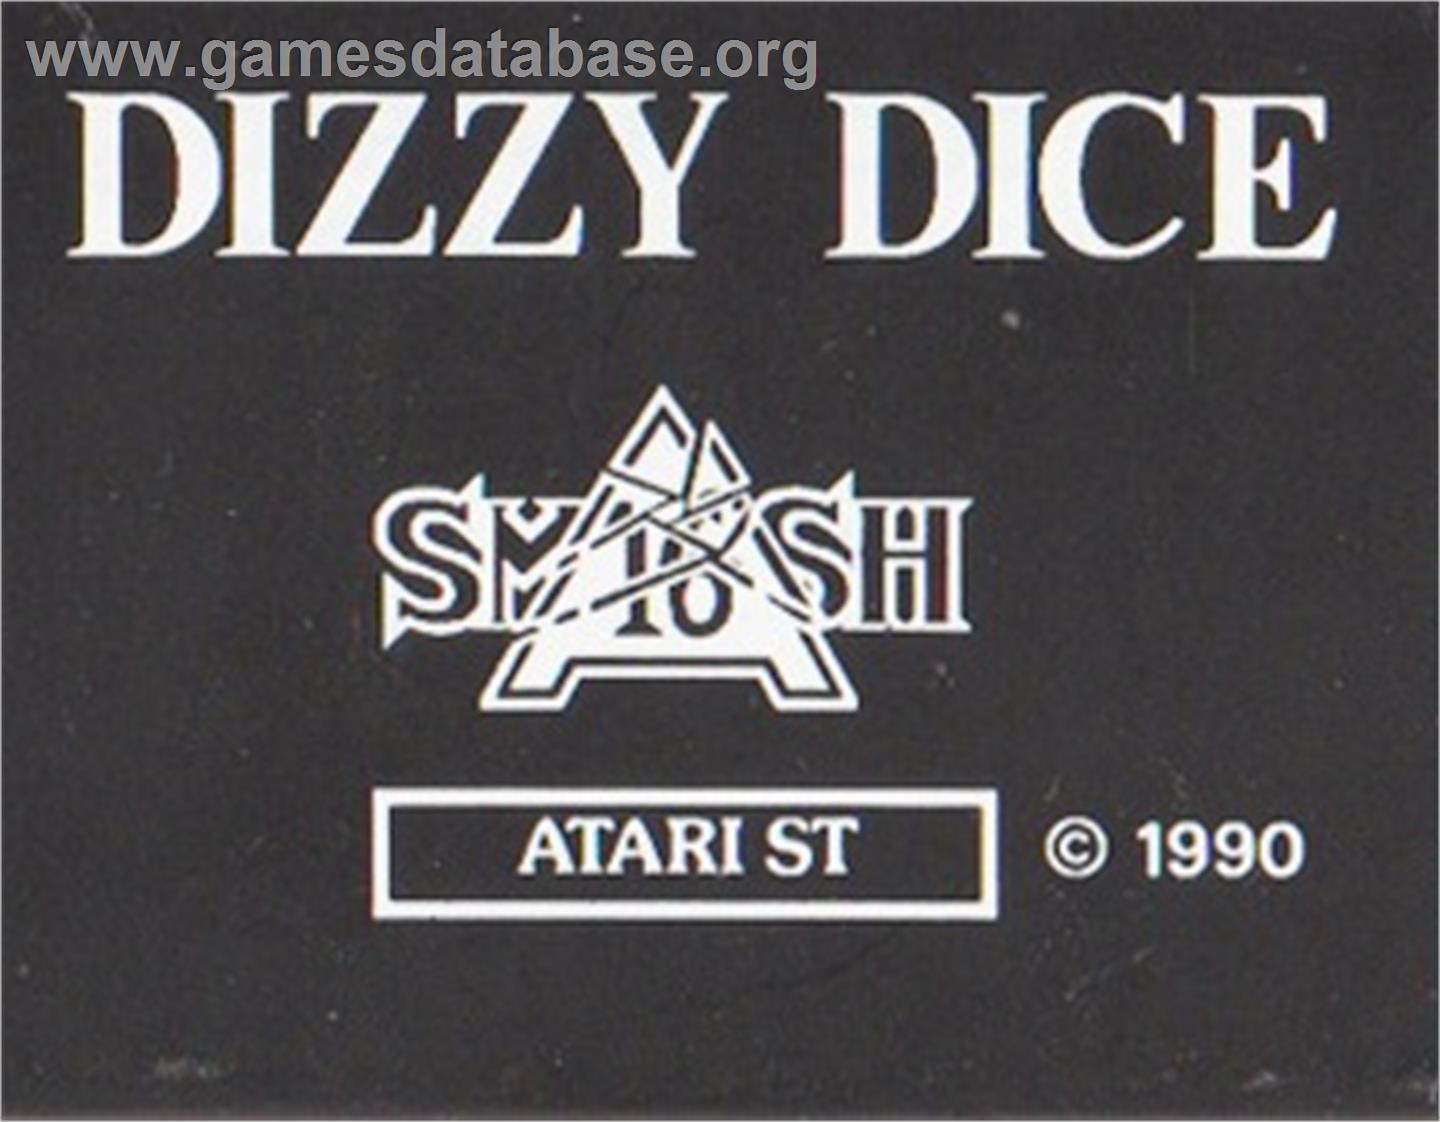 www.gamesdatabase.org
DIZZY DICE
SMASH
16
ATARI ST © 1990